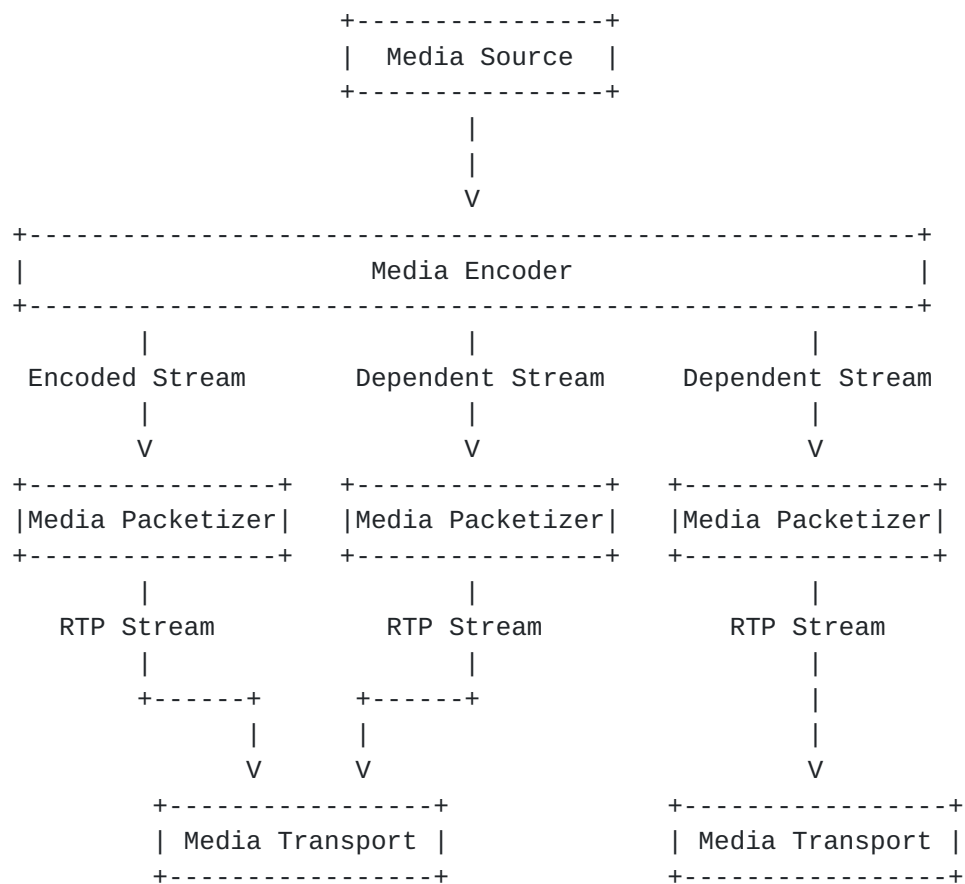 Media Source
V
Media Encoder
Encoded Stream Dependent Stream Dependent Stream
V V V
Media Packetizer Media Packetizer Media Packetizer
RTP Stream RTP Stream RTP Stream
V V V
Media Transport Media Transport